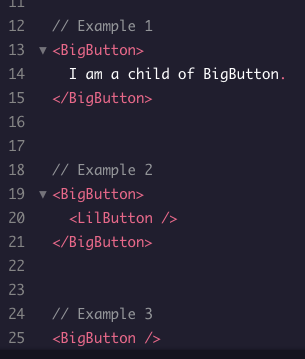 11
12 // Example 1
13 ▼ <BigButton>
14 I am a child of BigButton.
15 </BigButton>
16
17
18 // Example 2
19 ▼ <BigButton>
20 <LilButton />
21 </BigButton>
22
23
24 // Example 3
25 <BigButton />